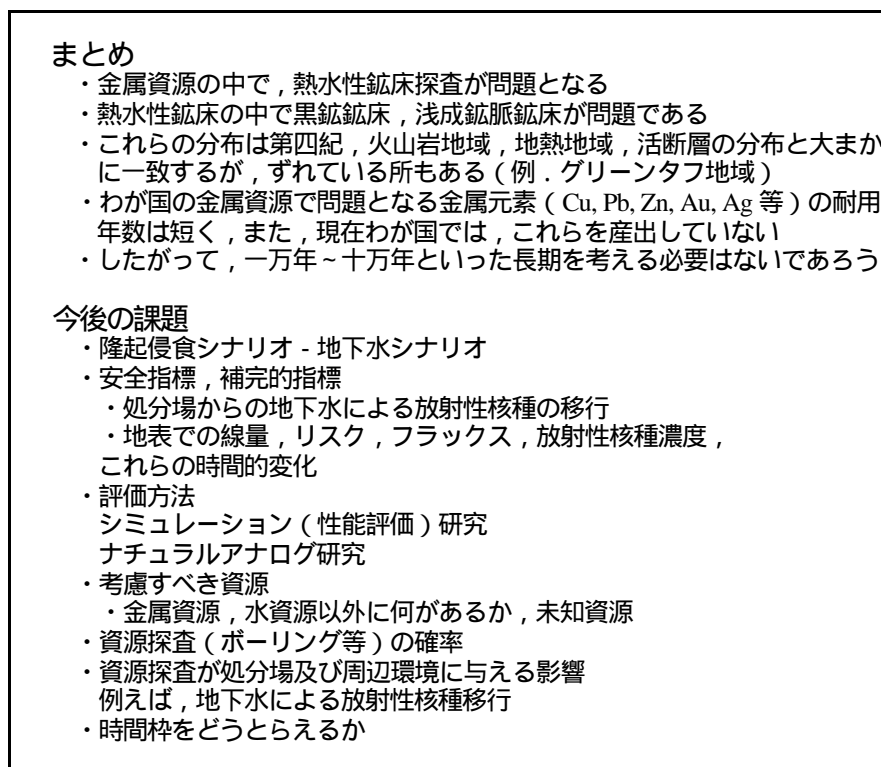 まとめ
・金属資源の中で，熱水性鉱床探査が問題となる
・熱水性鉱床の中で黒鉱鉱床，浅成鉱脈鉱床が問題である
・これらの分布は第四紀，火山岩地域，地熱地域，活断層の分布と大まか
に一致するが，ずれている所もある（例．グリーンタフ地域）
・わが国の金属資源で問題となる金属元素（Cu, Pb, Zn, Au, Ag 等）の耐用
年数は短く，また，現在わが国では，これらを産出していない
・したがって，一万年～十万年といった長期を考える必要はないであろう
今後の課題
・隆起侵食シナリオ - 地下水シナリオ
・安全指標，補完的指標
・処分場からの地下水による放射性核種の移行
・地表での線量，リスク，フラックス，放射性核種濃度，
これらの時間的変化
・評価方法
シミュレーション（性能評価）研究
ナチュラルアナログ研究
・考慮すべき資源
・金属資源，水資源以外に何があるか，未知資源
・資源探査（ボーリング等）の確率
・資源探査が処分場及び周辺環境に与える影響
例えば，地下水による放射性核種移行
・時間枠をどうとらえるか